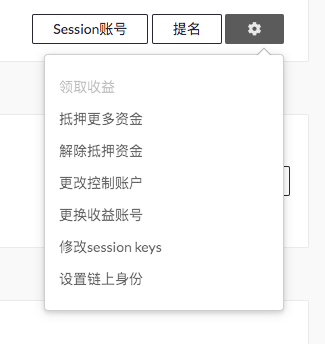 Session账号 提名
领取收益
抵押更多资金
解除抵押资金
更改控制账户
更换收益账号
修改session keys
设置链上身份